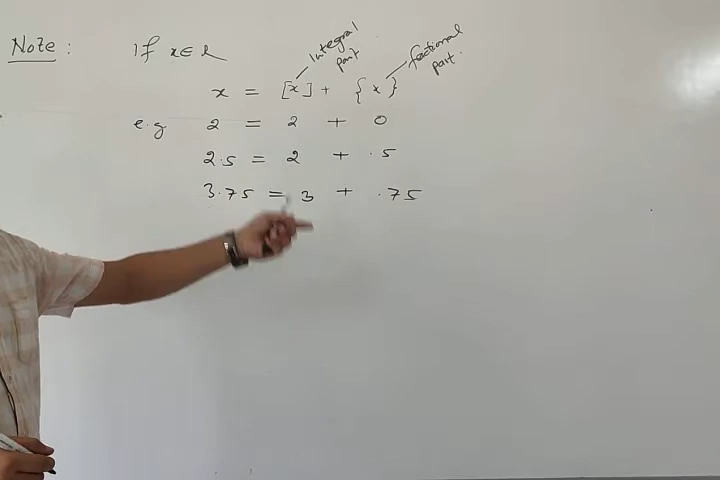 Note : If x ∈ R
x = [x] + {x}
Integral part
fractional part.
e.g 2 = 2 + 0
2.5 = 2 + .5
3.75 = 3 + .75